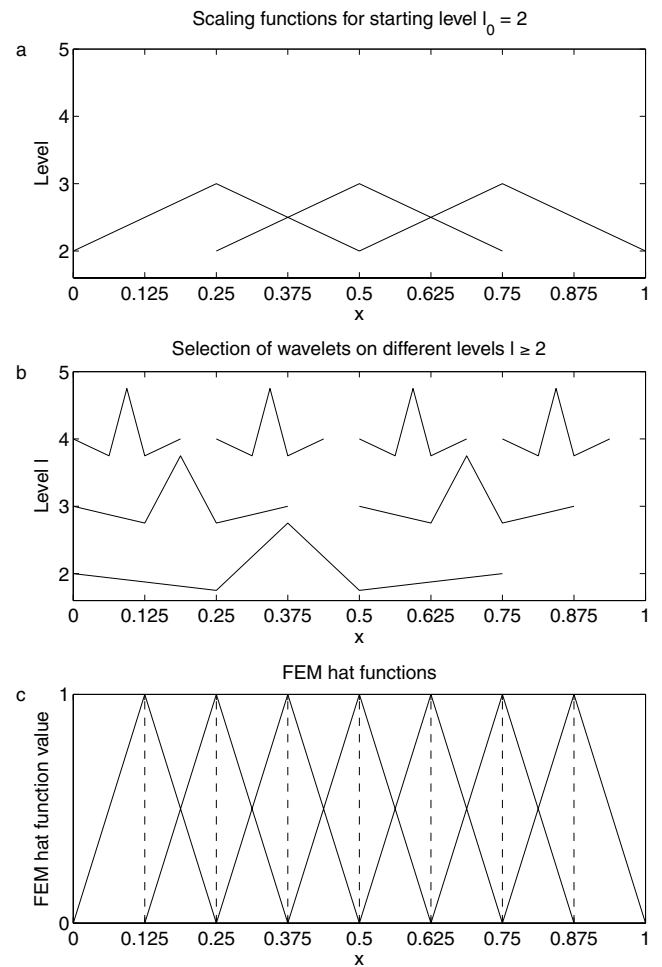 Scaling functions for starting level l0 = 2
a
5
4
3
2
Level
0 0.125 0.25 0.375 0.5 0.625 0.75 0.875 1
x
Selection of wavelets on different levels l ≥ 2
b
5
4
3
2
Level l
0 0.125 0.25 0.375 0.5 0.625 0.75 0.875 1
x
FEM hat functions
c
1
0
FEM hat function value
0 0.125 0.25 0.375 0.5 0.625 0.75 0.875 1
x